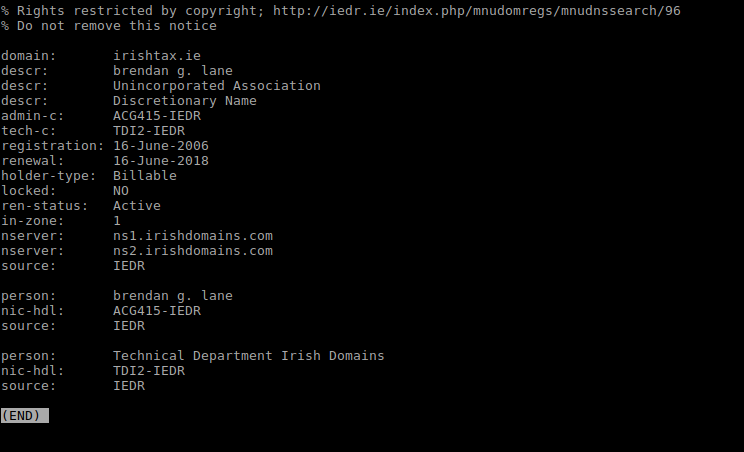 % Rights restricted by copyright; http://iedr.ie/index.php/mnudomregs/mnudnssearch/96
% Do not remove this notice
domain: irishtax.ie
descr: brendan g. lane
descr: Unincorporated Association
descr: Discretionary Name
admin-c: ACG415-IEDR
tech-c: TDI2-IEDR
registration: 16-June-2006
renewal: 16-June-2018
holder-type: Billable
locked: NO
ren-status: Active
in-zone: 1
nserver: ns1.irishdomains.com
nserver: ns2.irishdomains.com
source: IEDR
person: brendan g. lane
nic-hdl: ACG415-IEDR
source: IEDR
person: Technical Department Irish Domains
nic-hdl: TDI2-IEDR
source: IEDR
(END)